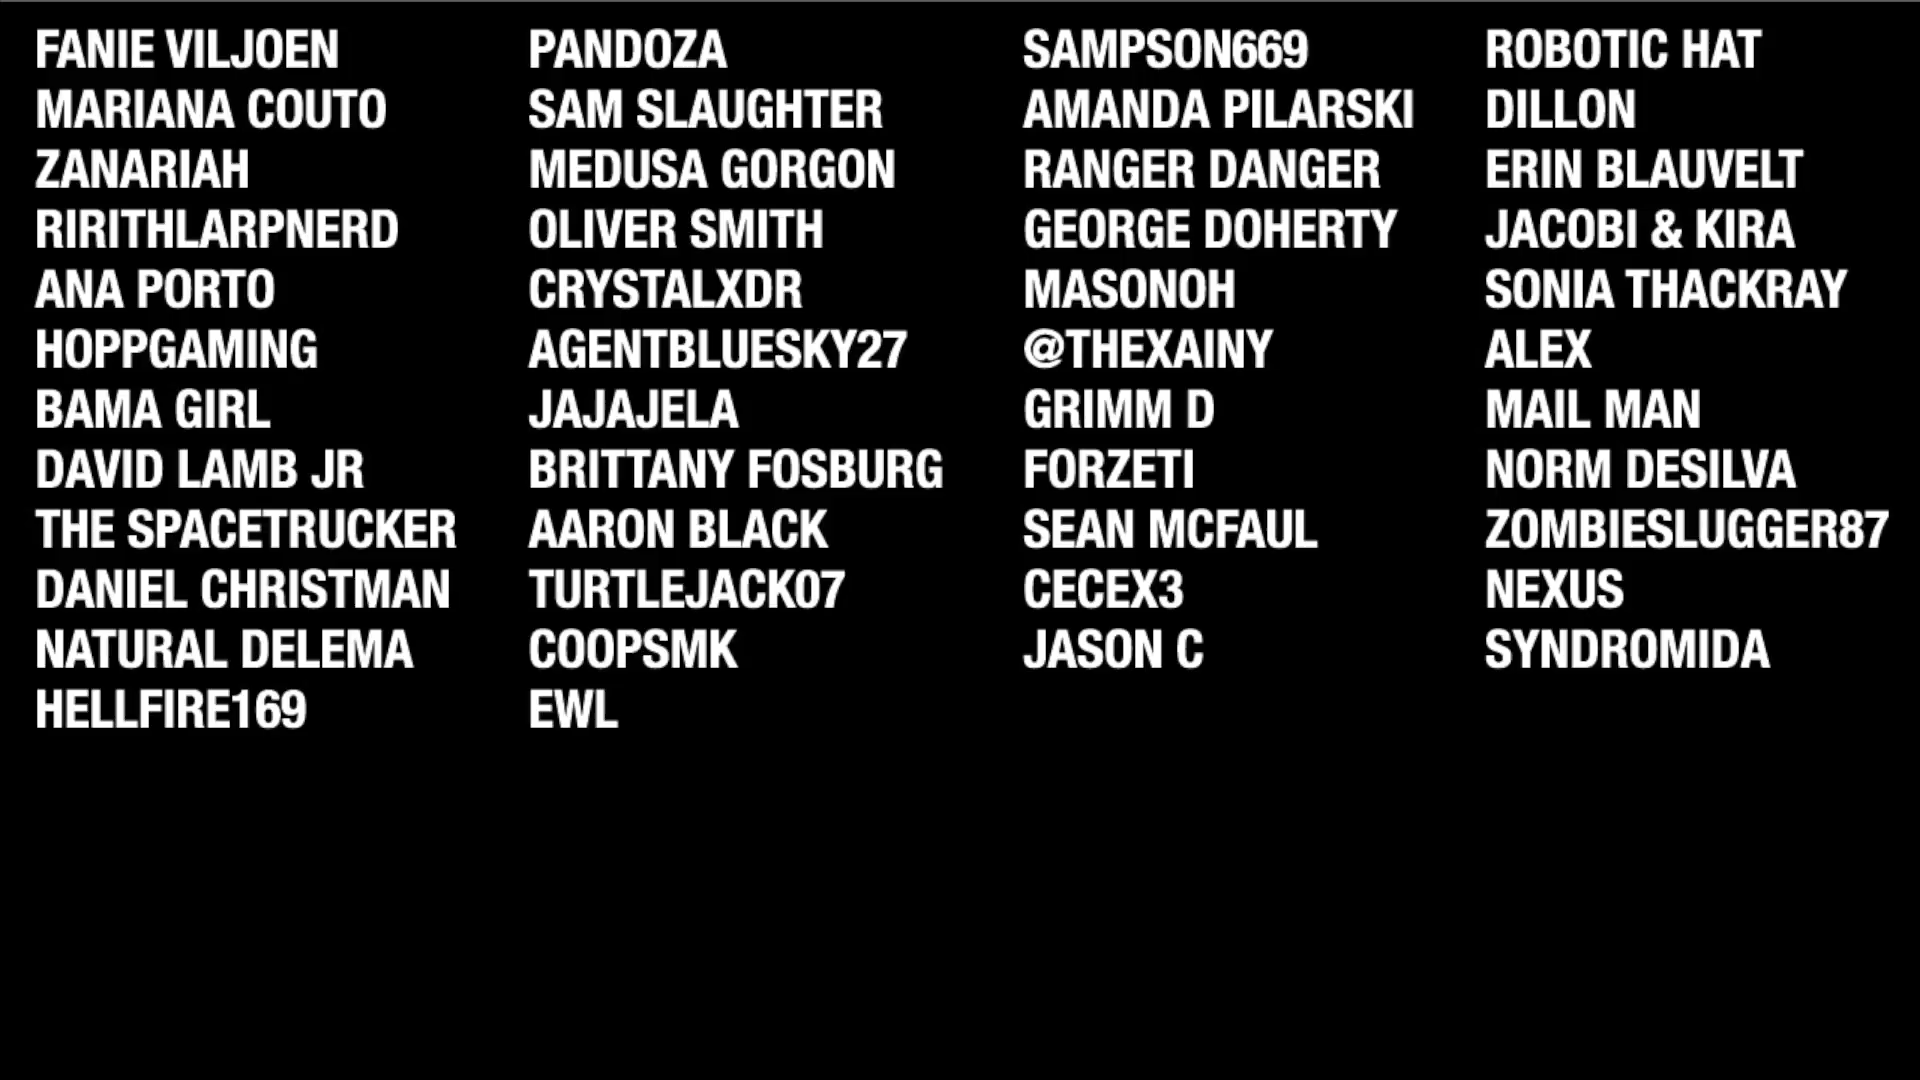 FANIE VILJOEN
MARIANA COUTO
ZANARIAH
RIRITHLARPNERD
ANA PORTO
HOPPGAMING
BAMA GIRL
DAVID LAMB JR
THE SPACETRUCKER
DANIEL CHRISTMAN
NATURAL DELEMA
HELLFIRE169
PANDOZA
SAM SLAUGHTER
MEDUSA GORGON
OLIVER SMITH
CRYSTALXDR
AGENTBLUESKY27
JAJAJELA
BRITTANY FOSBURG
AARON BLACK
TURTLEJACK07
COOPSMK
EWL
SAMPSON669
AMANDA PILARSKI
RANGER DANGER
GEORGE DOHERTY
MASONOH
@THEXAINY
GRIMM D
FORZETI
SEAN MCFAUL
CECEX3
JASON C
ROBOTIC HAT
DILLON
ERIN BLAUVELT
JACOBI & KIRA
SONIA THACKRAY
ALEX
MAIL MAN
NORM DESILVA
ZOMBIESLUGGER87
NEXUS
SYNDROMIDA